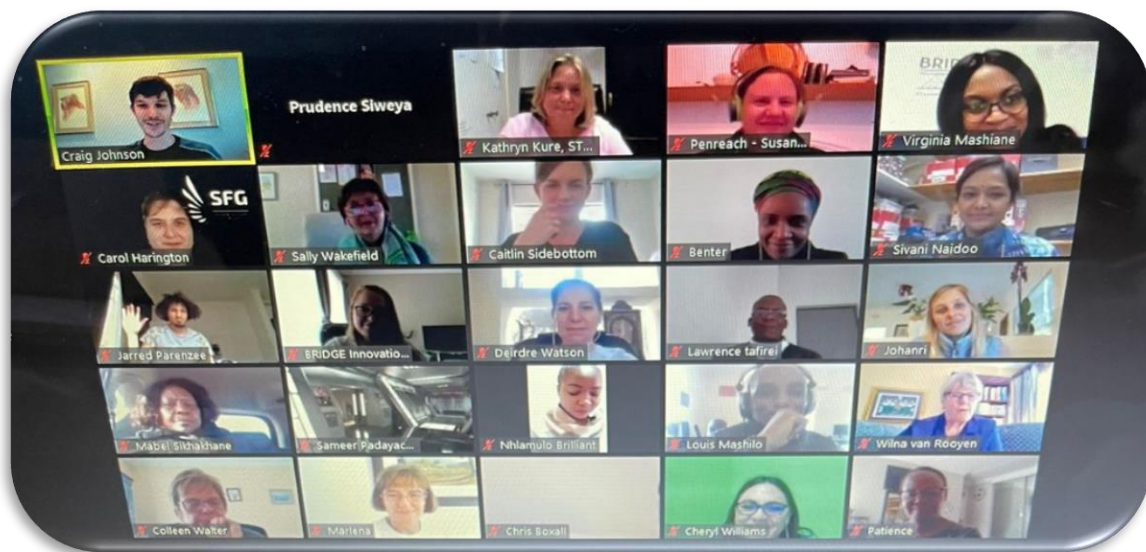 Craig Johnson
Prudence Siweya
Kathryn Kure, ST...
Penreach - Susan...
BRID
Virginia Mashiane
SFG
Carol Harington
Sally Wakefield
Caitlin Sidebottom
Benter
Sivani Naidoo
Jarred Parenzee
BRIDGE Innovatio...
Deirdre Watson
Lawrence tafirei
Johanri
Mabel Sikhakhane
Sameer Padayac...
Nhlamulo Brilliant
Louis Mashilo
Wilna van Rooyen
Colleen Walter
Marlena
Chris Boxall
Cheryl Williams
Patience